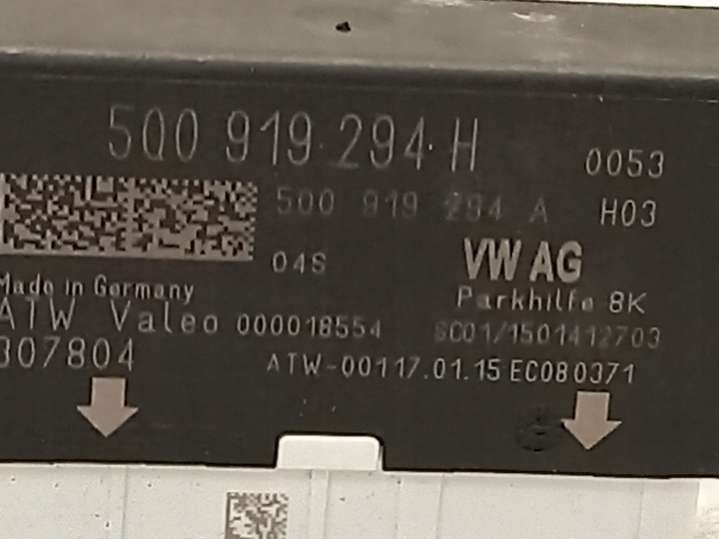 5Q0 919.294.H 0053
5Q0 919 294 A H03
04S VW AG
Made in Germany Parkhilfe 8K
ATW Valeo 000018554 SC01/1501412703
307804 ATW-00117.01.15 EC080371